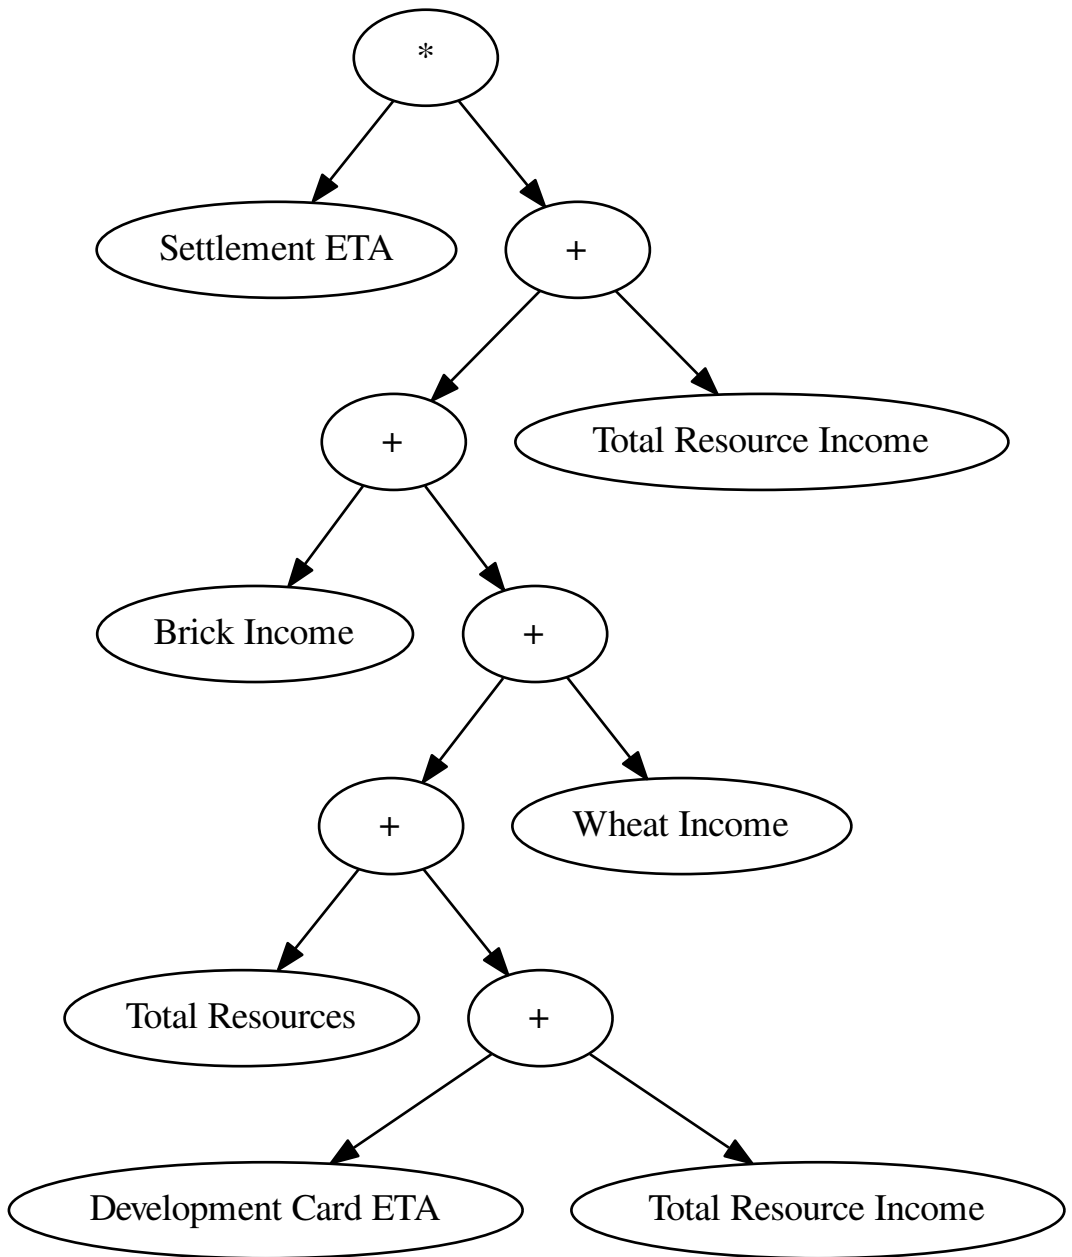 *
Settlement ETA
+
+
Total Resource Income
Brick Income
+
+
Wheat Income
Total Resources
+
Development Card ETA
Total Resource Income